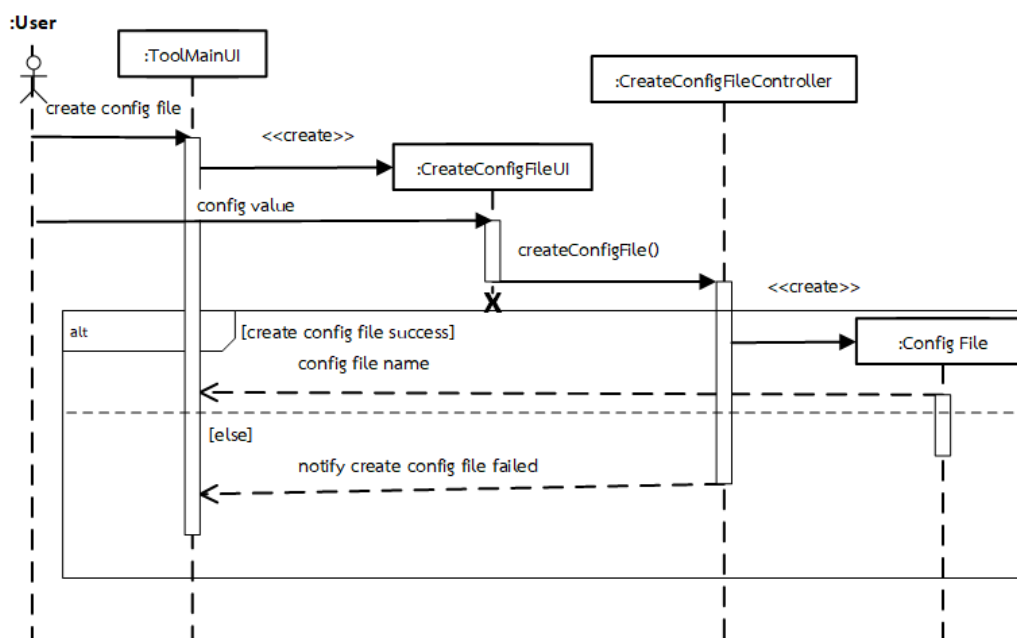 :User
:ToolMainUI
:CreateConfigFileController
create config file
<<create>>
:CreateConfigFileUI
config value
createConfigFile()
<<create>>
X
alt
[create config file success]
:Config File
config file name
[else]
notify create config file failed